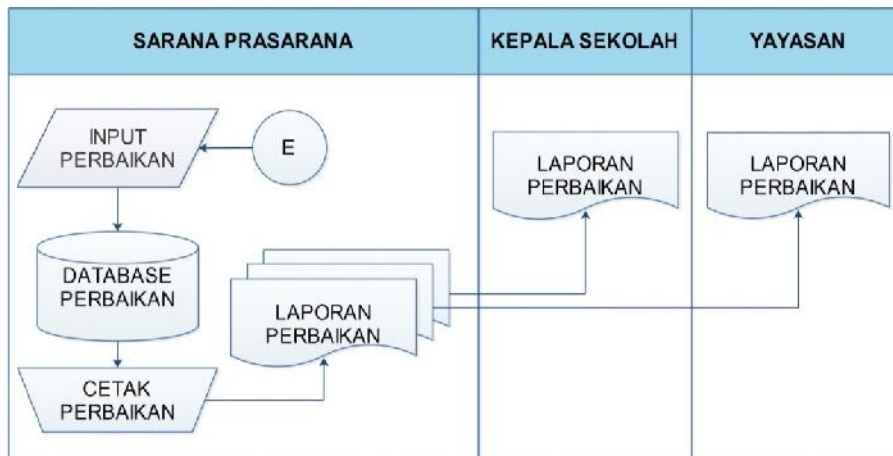 SARANA PRASARANA
KEPALA SEKOLAH
YAYASAN
INPUT
PERBAIKAN
E
DATABASE
PERBAIKAN
CETAK
PERBAIKAN
LAPORAN
PERBAIKAN
LAPORAN
PERBAIKAN
LAPORAN
PERBAIKAN